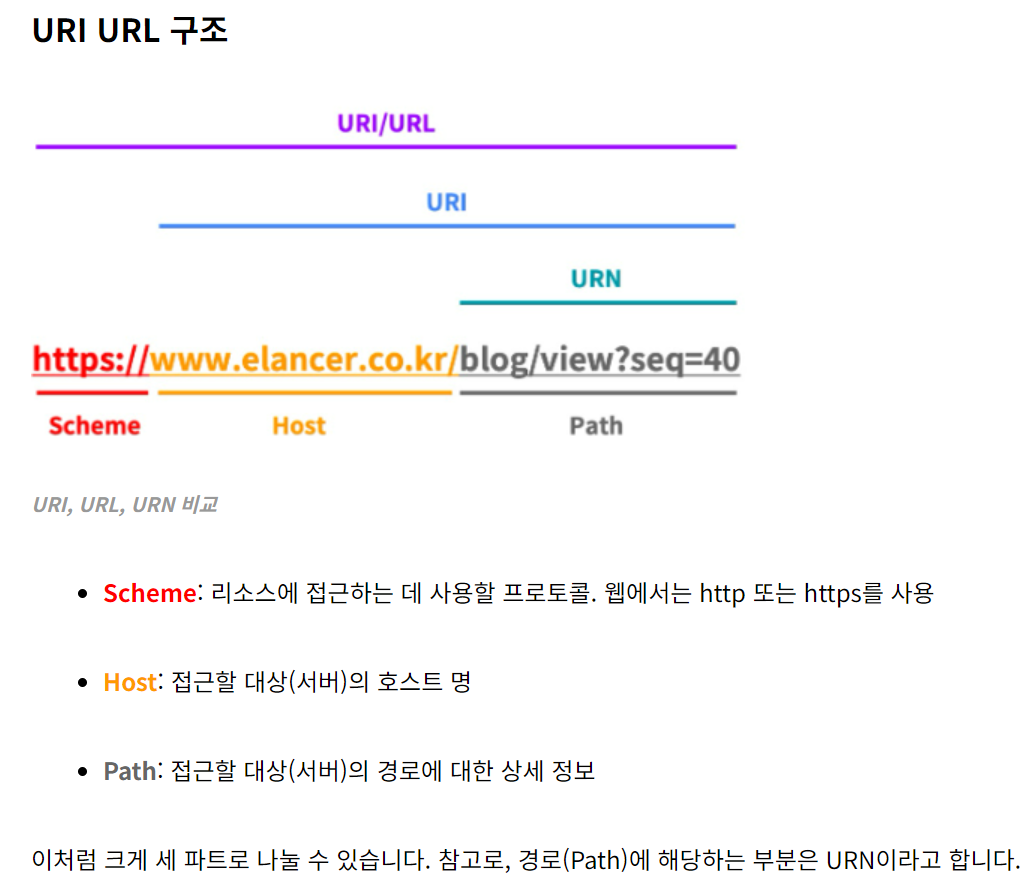 URI URL 구조
URI/URL
URI
URN
https://www.elancer.co.kr/blog/view?seq=40
Scheme Host Path
URI, URL, URN 비교
Scheme: 리소스에 접근하는 데 사용할 프로토콜. 웹에서는 http 또는 https를 사용
Host: 접근할 대상(서버)의 호스트 명
Path: 접근할 대상(서버)의 경로에 대한 상세 정보
이처럼 크게 세 파트로 나눌 수 있습니다. 참고로, 경로(Path)에 해당하는 부분은 URN이라고 합니다.